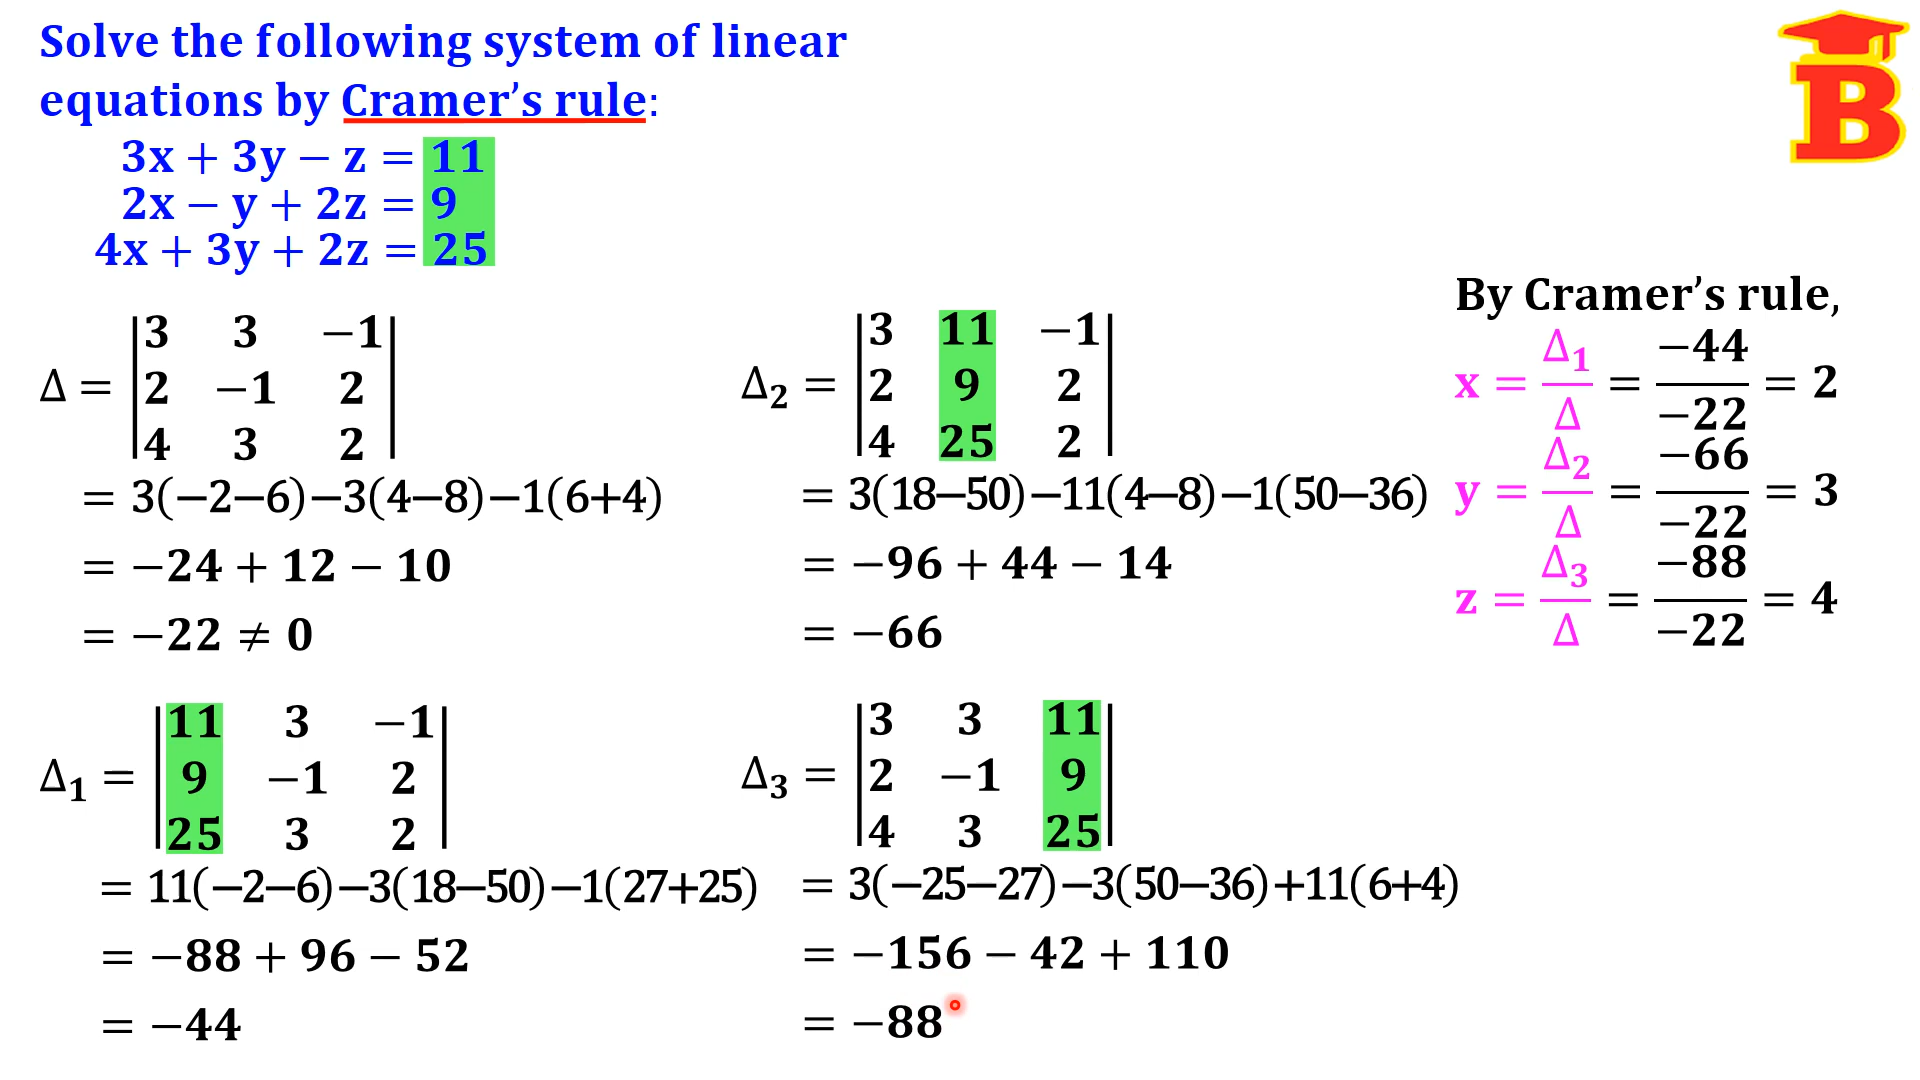 Solve the following system of linear
equations by Cramer’s rule:
3x + 3y − z = 11
2x − y + 2z = 9
4x + 3y + 2z = 25
B
Δ = |3 3 −1|
|2 −1 2|
|4 3 2|
= 3(−2−6)−3(4−8)−1(6+4)
= −24 + 12 − 10
= −22 ≠ 0
Δ₁ = |11 3 −1|
|9 −1 2|
|25 3 2|
= 11(−2−6)−3(18−50)−1(27+25)
= −88 + 96 − 52
= −44
Δ₂ = |3 11 −1|
|2 9 2|
|4 25 2|
= 3(18−50)−11(4−8)−1(50−36)
= −96 + 44 − 14
= −66
Δ₃ = |3 3 11|
|2 −1 9|
|4 3 25|
= 3(−25−27)−3(50−36)+11(6+4)
= −156 − 42 + 110
= −88
By Cramer’s rule,
x = Δ₁/Δ = −44/−22 = 2
y = Δ₂/Δ = −66/−22 = 3
z = Δ₃/Δ = −88/−22 = 4